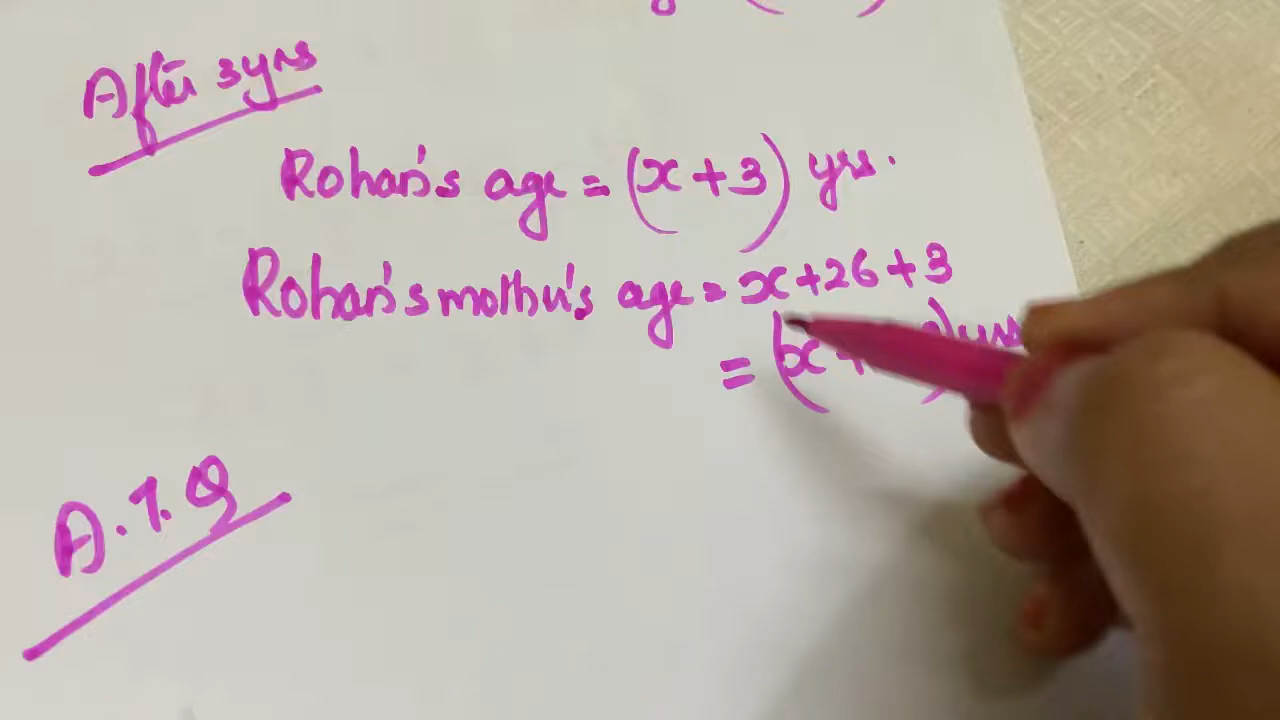 After 3yrs
Rohan's age = (x+3) yrs.
Rohan's mother's age = x+26+3
= (x+
A.T.Q